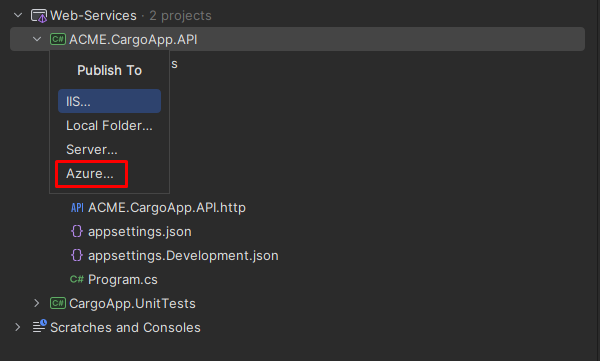 Web-Services · 2 projects
C# ACME.CargoApp.API
Publish To
s
IIS...
Local Folder...
Server...
Azure...
API ACME.CargoApp.API.http
{} appsettings.json
{} appsettings.Development.json
C# Program.cs
C# CargoApp.UnitTests
Scratches and Consoles